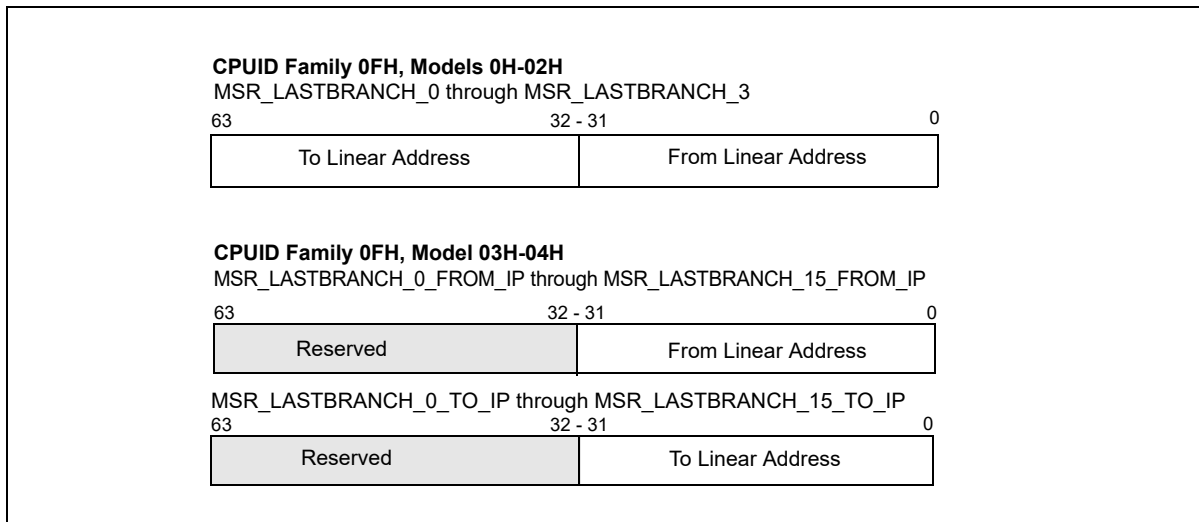 CPUID Family 0FH, Models 0H-02H
MSR_LASTBRANCH_0 through MSR_LASTBRANCH_3
63 32 - 31 0
To Linear Address From Linear Address
CPUID Family 0FH, Model 03H-04H
MSR_LASTBRANCH_0_FROM_IP through MSR_LASTBRANCH_15_FROM_IP
63 32 - 31 0
Reserved From Linear Address
MSR_LASTBRANCH_0_TO_IP through MSR_LASTBRANCH_15_TO_IP
63 32 - 31 0
Reserved To Linear Address